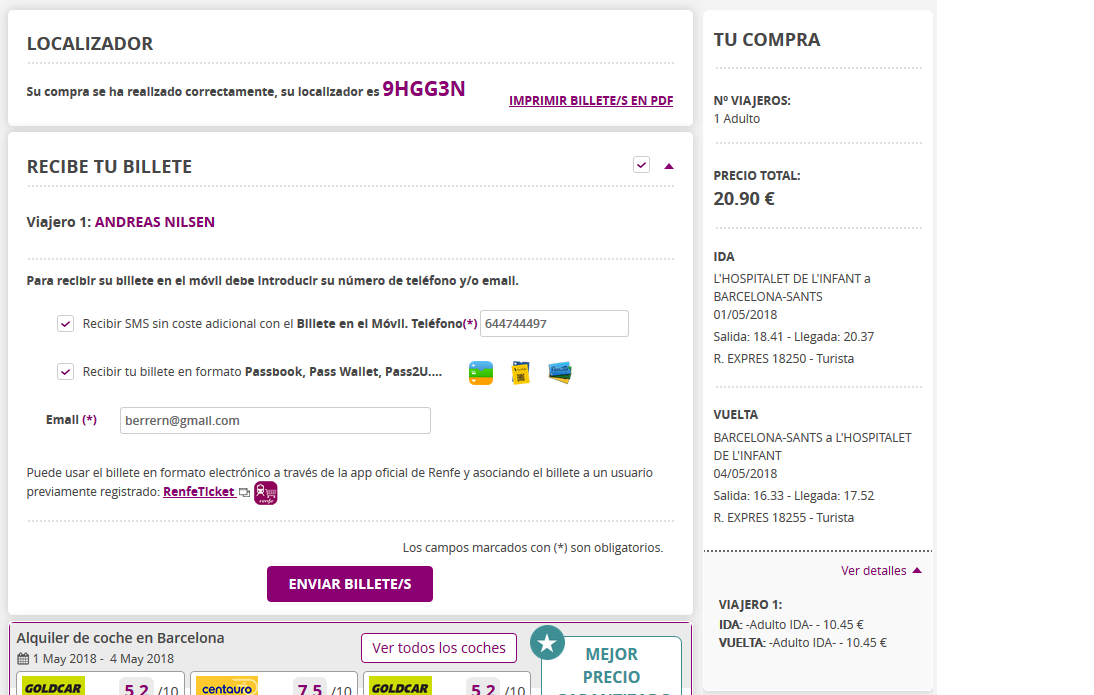 LOCALIZADOR
Su compra se ha realizado correctamente, su localizador es 9HGG3N
IMPRIMIR BILLETE/S EN PDF
RECIBE TU BILLETE
Viajero 1: ANDREAS NILSEN
Para recibir su billete en el móvil debe introducir su número de teléfono y/o email.
Recibir SMS sin coste adicional con el Billete en el Móvil. Teléfono(*) 644744497
Recibir tu billete en formato Passbook, Pass Wallet, Pass2U....
Email (*) berrern@gmail.com
Puede usar el billete en formato electrónico a través de la app oficial de Renfe y asociando el billete a un usuario
previamente registrado: RenfeTicket renfe
Los campos marcados con (*) son obligatorios.
ENVIAR BILLETE/S
Alquiler de coche en Barcelona
1 May 2018 - 4 May 2018
Ver todos los coches
MEJOR
PRECIO
GARANTIZADO
GOLDCAR 5.2 /10
centauro 7.5 /10
GOLDCAR 5.2 /10
TU COMPRA
Nº VIAJEROS:
1 Adulto
PRECIO TOTAL:
20.90 €
IDA
L'HOSPITALET DE L'INFANT a
BARCELONA-SANTS
01/05/2018
Salida: 18.41 - Llegada: 20.37
R. EXPRES 18250 - Turista
VUELTA
BARCELONA-SANTS a L'HOSPITALET
DE L'INFANT
04/05/2018
Salida: 16.33 - Llegada: 17.52
R. EXPRES 18255 - Turista
Ver detalles
VIAJERO 1:
IDA: -Adulto IDA- - 10.45 €
VUELTA: -Adulto IDA- - 10.45 €